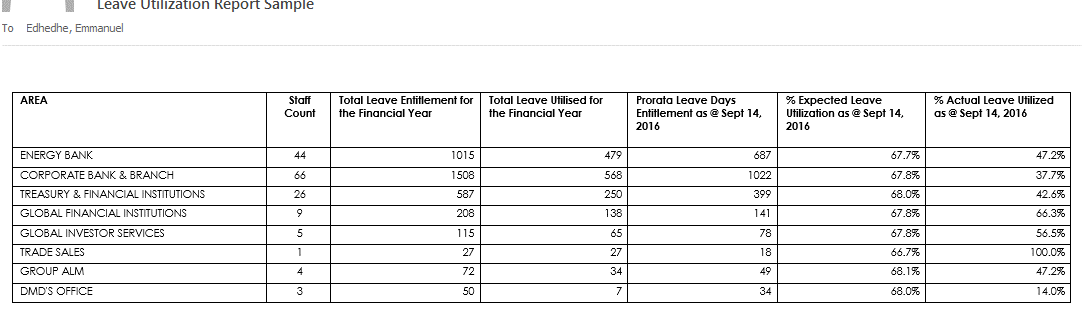 Leave Utilization Report Sample
To Edhedhe, Emmanuel
AREA Staff Count Total Leave Entitlement for the Financial Year Total Leave Utilised for the Financial Year Prorata Leave Days Entitlement as @ Sept 14, 2016 % Expected Leave Utilization as @ Sept 14, 2016 % Actual Leave Utilized as @ Sept 14, 2016
ENERGY BANK 44 1015 479 687 67.7% 47.2%
CORPORATE BANK & BRANCH 66 1508 568 1022 67.8% 37.7%
TREASURY & FINANCIAL INSTITUTIONS 26 587 250 399 68.0% 42.6%
GLOBAL FINANCIAL INSTITUTIONS 9 208 138 141 67.8% 66.3%
GLOBAL INVESTOR SERVICES 5 115 65 78 67.8% 56.5%
TRADE SALES 1 27 27 18 66.7% 100.0%
GROUP ALM 4 72 34 49 68.1% 47.2%
DMD'S OFFICE 3 50 7 34 68.0% 14.0%